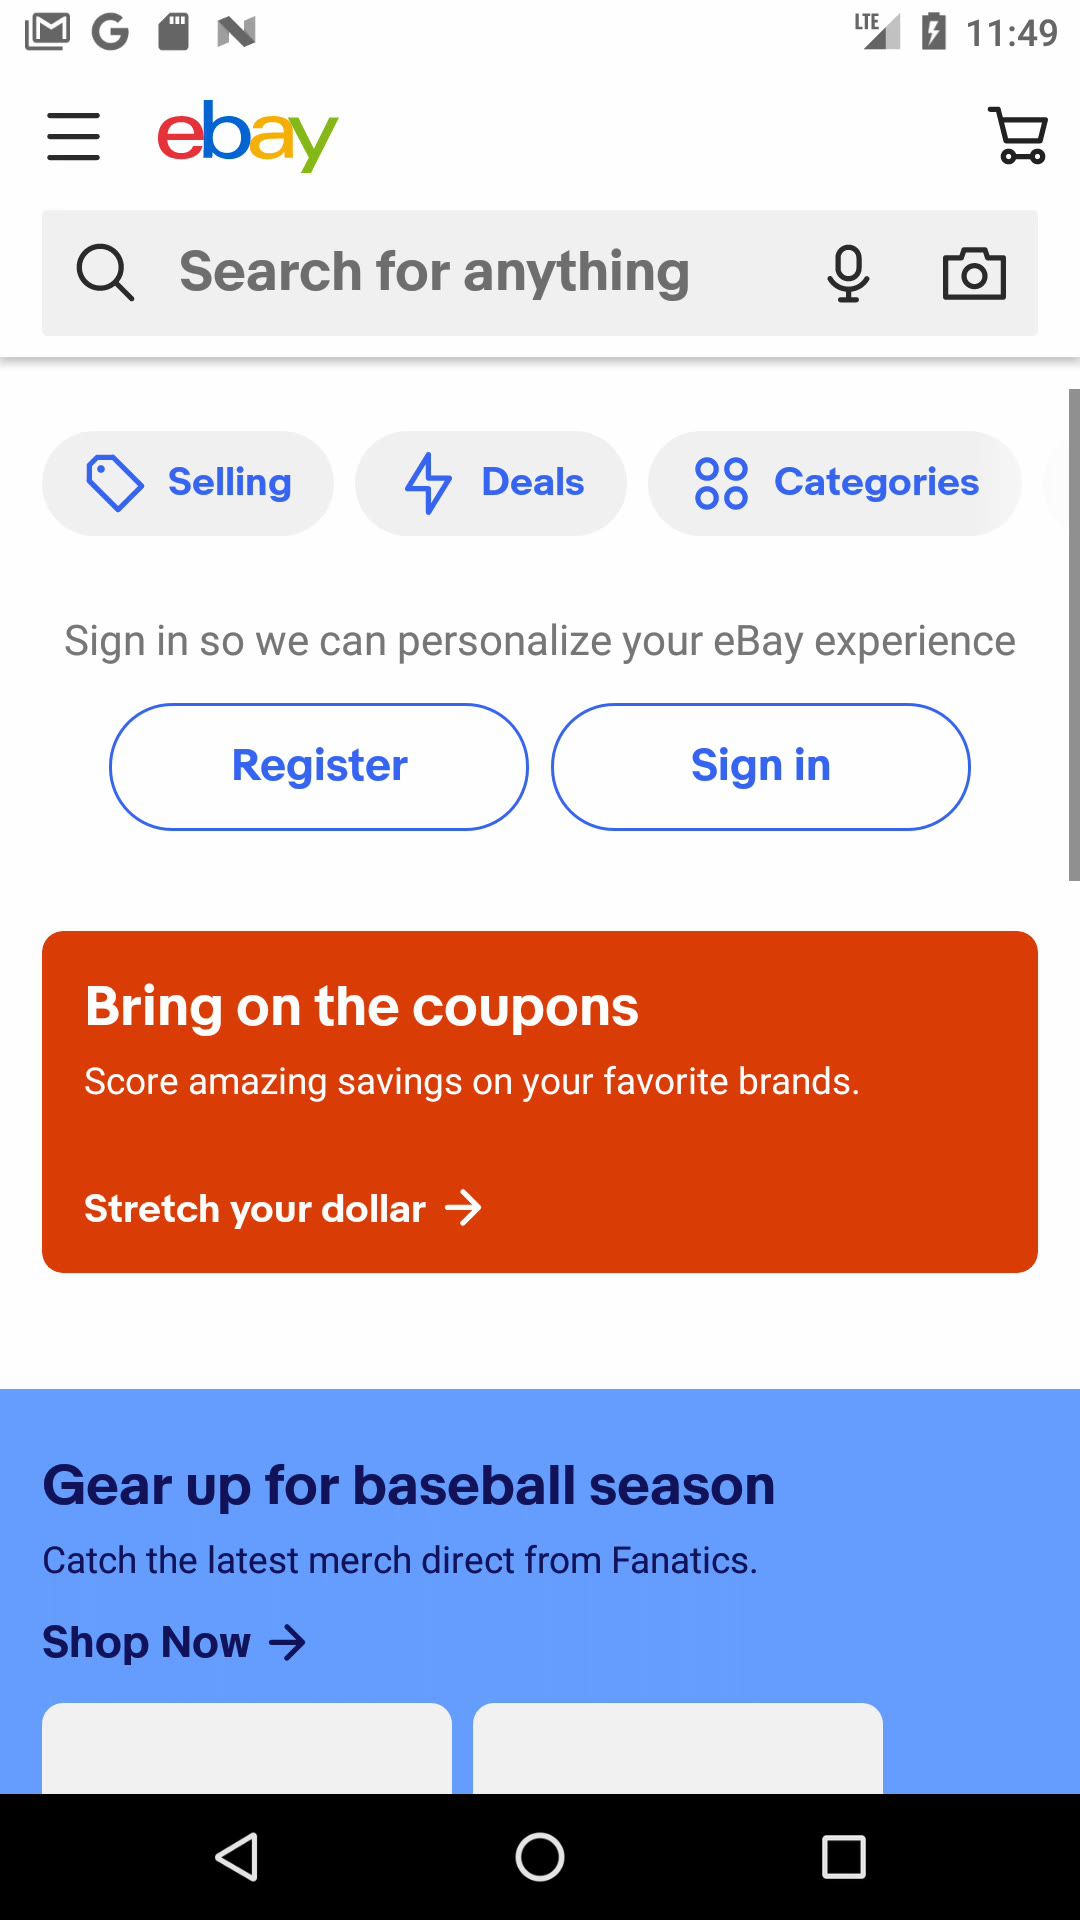 LTE 11:49
ebay
Search for anything
Selling Deals Categories
Sign in so we can personalize your eBay experience
Register Sign in
Bring on the coupons
Score amazing savings on your favorite brands.
Stretch your dollar
Gear up for baseball season
Catch the latest merch direct from Fanatics.
Shop Now